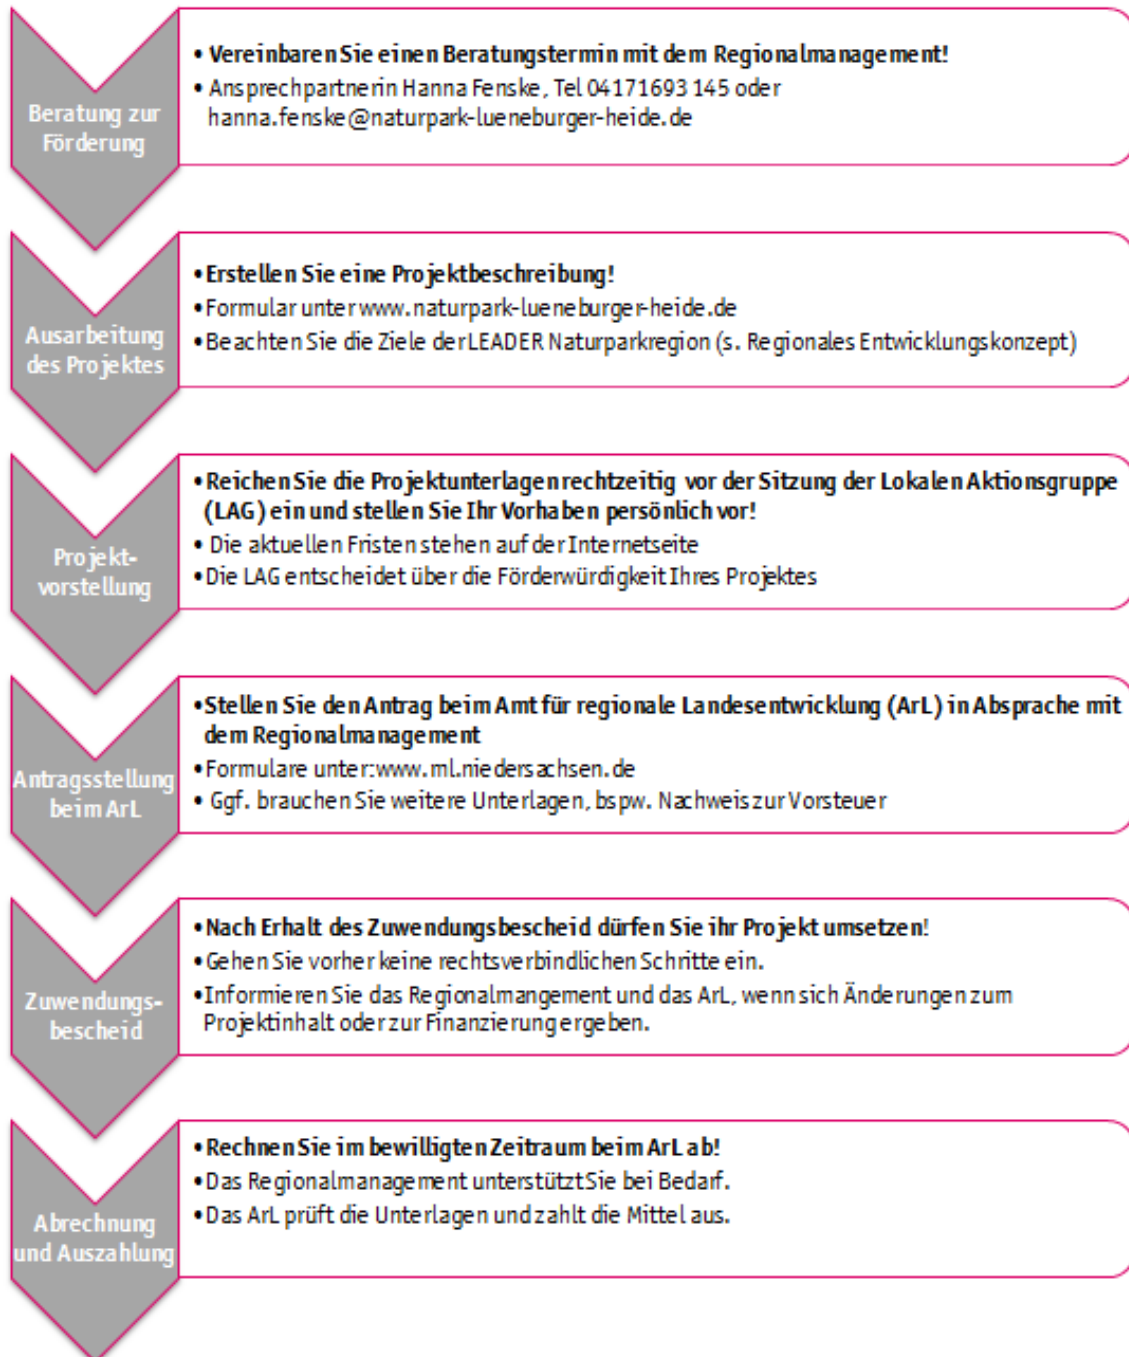 Beratung zur
Förderung
• Vereinbaren Sie einen Beratungstermin mit dem Regionalmanagement!
• Ansprechpartnerin Hanna Fenske, Tel 04171693 145 oder
hanna.fenske@naturpark-lueneburger-heide.de
Ausarbeitung
des Projektes
• Erstellen Sie eine Projektbeschreibung!
• Formular unter www.naturpark-lueneburger-heide.de
• Beachten Sie die Ziele der LEADER Naturparkregion (s. Regionales Entwicklungskonzept)
Projekt-
vorstellung
• Reichen Sie die Projektunterlagen rechtzeitig vor der Sitzung der Lokalen Aktionsgruppe
(LAG) ein und stellen Sie Ihr Vorhaben persönlich vor!
• Die aktuellen Fristen stehen auf der Internetseite
• Die LAG entscheidet über die Förderwürdigkeit Ihres Projektes
Antragsstellung
beim ArL
• Stellen Sie den Antrag beim Amt für regionale Landesentwicklung (ArL) in Absprache mit
dem Regionalmanagement
• Formulare unter:www.ml.niedersachsen.de
• Ggf. brauchen Sie weitere Unterlagen, bspw. Nachweis zur Vorsteuer
Zuwendungs-
bescheid
• Nach Erhalt des Zuwendungsbescheid dürfen Sie ihr Projekt umsetzen!
• Gehen Sie vorher keine rechtsverbindlichen Schritte ein.
• Informieren Sie das Regionalmangement und das ArL, wenn sich Änderungen zum
Projektinhalt oder zur Finanzierung ergeben.
Abrechnung
und Auszahlung
• Rechnen Sie im bewilligten Zeitraum beim ArL ab!
• Das Regionalmanagement unterstützt Sie bei Bedarf.
• Das ArL prüft die Unterlagen und zahlt die Mittel aus.